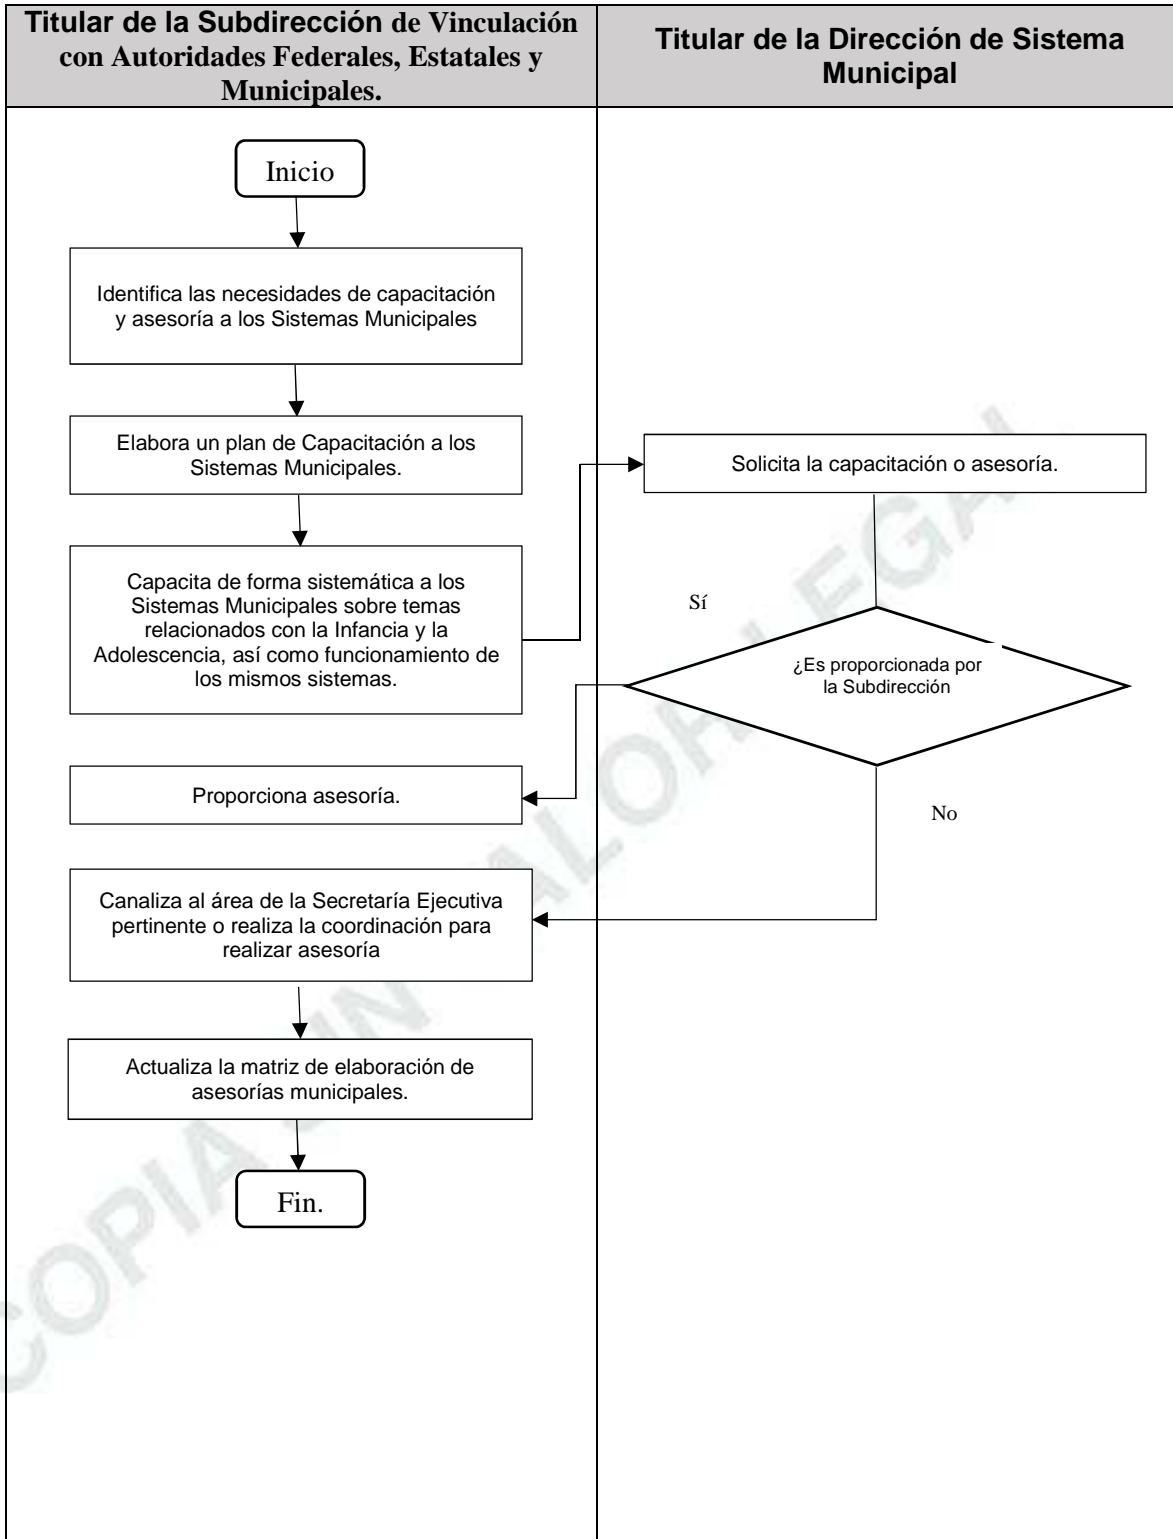 Titular de la Subdirección de Vinculación
con Autoridades Federales, Estatales y
Municipales.
Titular de la Dirección de Sistema
Municipal
Inicio
Identifica las necesidades de capacitación
y asesoría a los Sistemas Municipales
Elabora un plan de Capacitación a los
Sistemas Municipales.
Solicita la capacitación o asesoría.
Capacita de forma sistemática a los
Sistemas Municipales sobre temas
relacionados con la Infancia y la
Adolescencia, así como funcionamiento de
los mismos sistemas.
Sí
¿Es proporcionada por
la Subdirección
Proporciona asesoría.
No
Canaliza al área de la Secretaría Ejecutiva
pertinente o realiza la coordinación para
realizar asesoría
Actualiza la matriz de elaboración de
asesorías municipales.
Fin.
COPIA SIN VALOR LEGAL